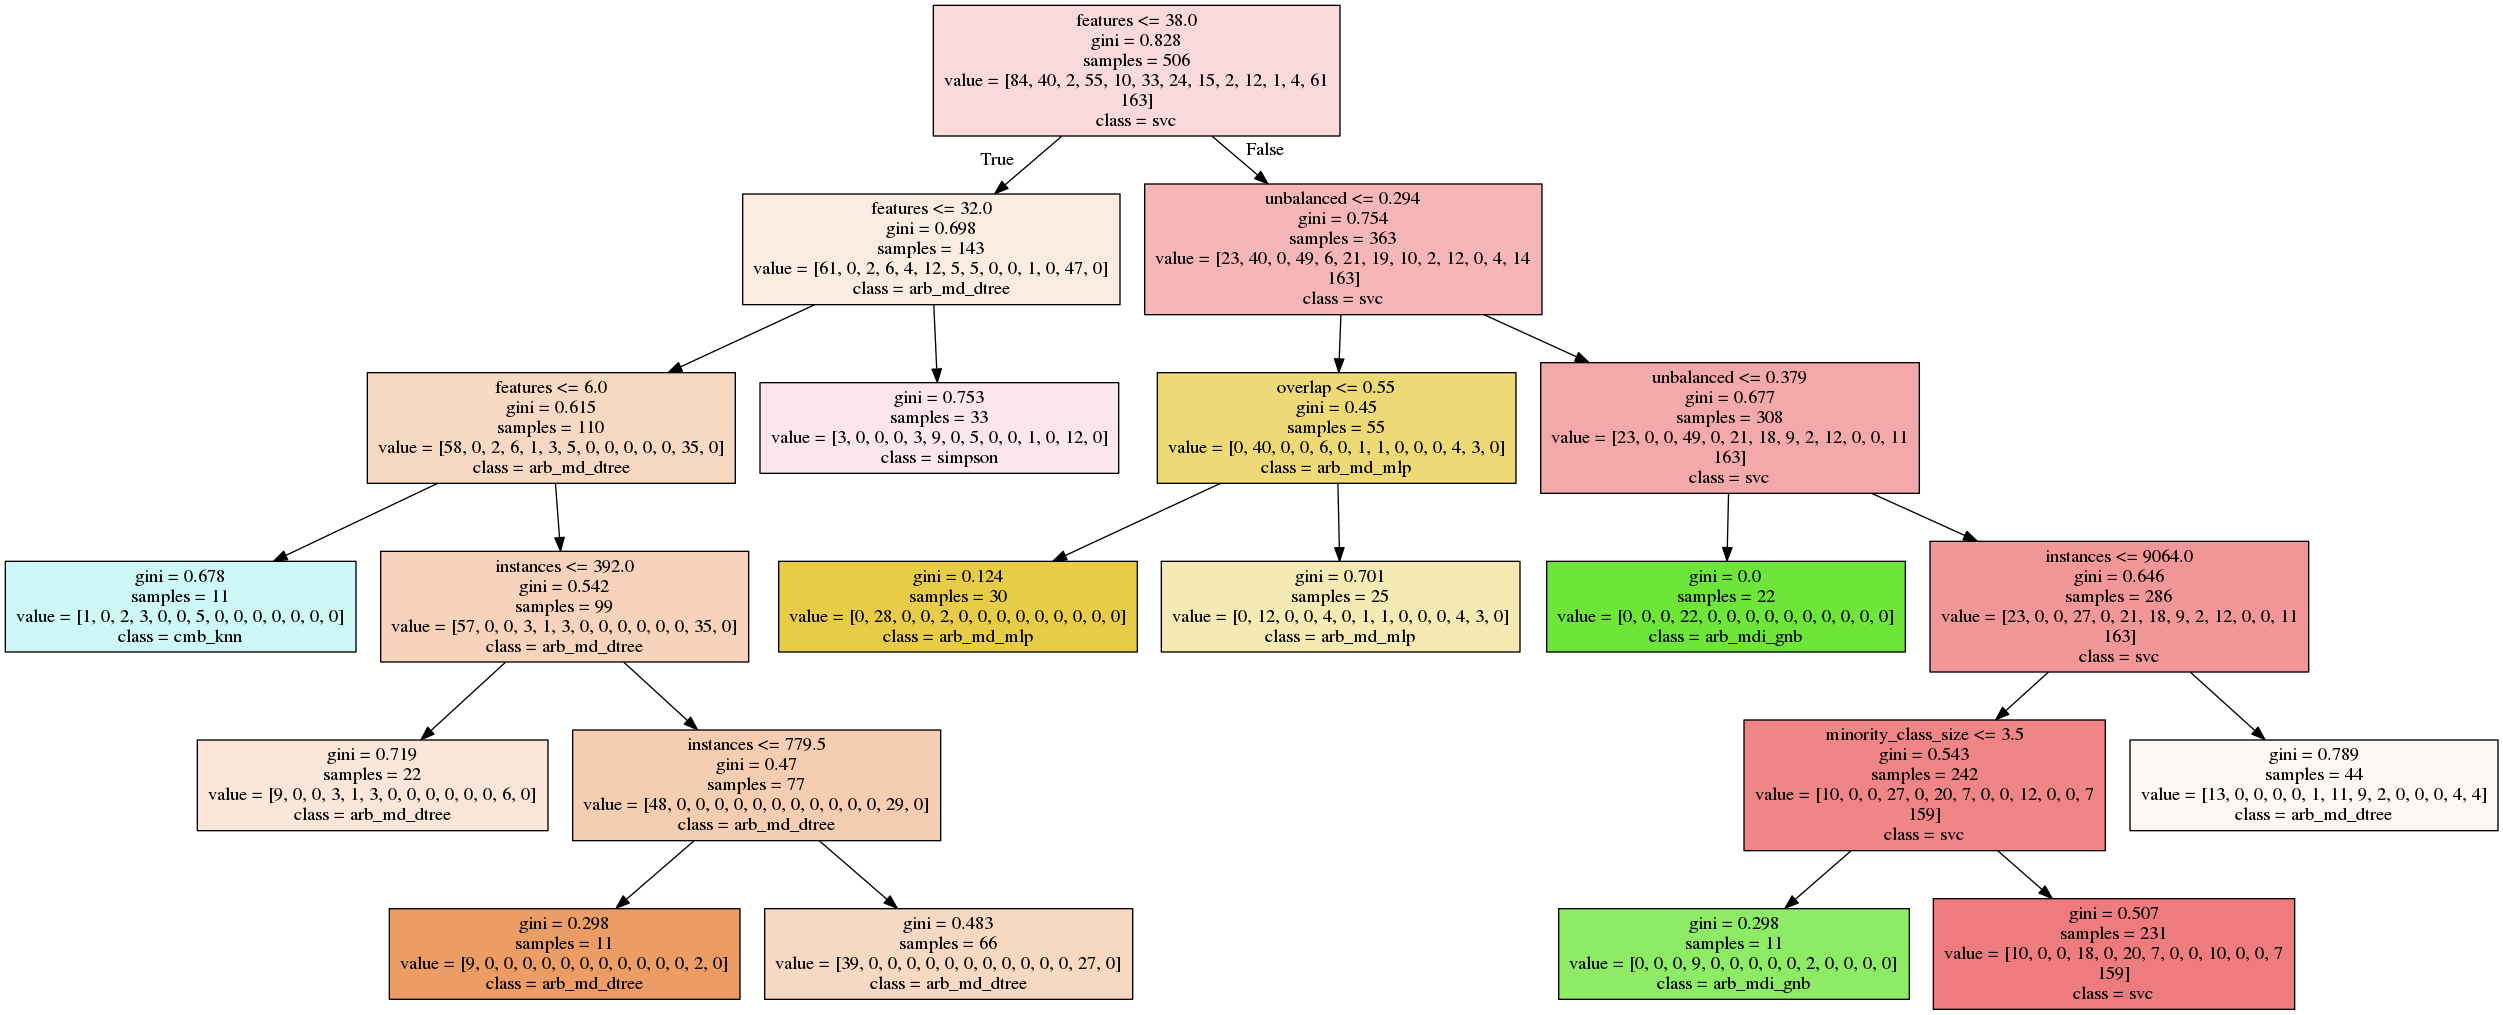 features <= 38.0
gini = 0.828
samples = 506
value = [84, 40, 2, 55, 10, 33, 24, 15, 2, 12, 1, 4, 61
163]
class = svc
True
False
features <= 32.0
gini = 0.698
samples = 143
value = [61, 0, 2, 6, 4, 12, 5, 5, 0, 0, 1, 0, 47, 0]
class = arb_md_dtree
unbalanced <= 0.294
gini = 0.754
samples = 363
value = [23, 40, 0, 49, 6, 21, 19, 10, 2, 12, 0, 4, 14
163]
class = svc
features <= 6.0
gini = 0.615
samples = 110
value = [58, 0, 2, 6, 1, 3, 5, 0, 0, 0, 0, 0, 35, 0]
class = arb_md_dtree
gini = 0.753
samples = 33
value = [3, 0, 0, 0, 3, 9, 0, 5, 0, 0, 1, 0, 12, 0]
class = simpson
overlap <= 0.55
gini = 0.45
samples = 55
value = [0, 40, 0, 0, 6, 0, 1, 1, 0, 0, 0, 4, 3, 0]
class = arb_md_mlp
unbalanced <= 0.379
gini = 0.677
samples = 308
value = [23, 0, 0, 49, 0, 21, 18, 9, 2, 12, 0, 0, 11
163]
class = svc
gini = 0.678
samples = 11
value = [1, 0, 2, 3, 0, 0, 5, 0, 0, 0, 0, 0, 0, 0]
class = cmb_knn
instances <= 392.0
gini = 0.542
samples = 99
value = [57, 0, 0, 3, 1, 3, 0, 0, 0, 0, 0, 0, 35, 0]
class = arb_md_dtree
gini = 0.124
samples = 30
value = [0, 28, 0, 0, 2, 0, 0, 0, 0, 0, 0, 0, 0, 0]
class = arb_md_mlp
gini = 0.701
samples = 25
value = [0, 12, 0, 0, 4, 0, 1, 1, 0, 0, 0, 4, 3, 0]
class = arb_md_mlp
gini = 0.0
samples = 22
value = [0, 0, 0, 22, 0, 0, 0, 0, 0, 0, 0, 0, 0, 0]
class = arb_mdi_gnb
instances <= 9064.0
gini = 0.646
samples = 286
value = [23, 0, 0, 27, 0, 21, 18, 9, 2, 12, 0, 0, 11
163]
class = svc
gini = 0.719
samples = 22
value = [9, 0, 0, 3, 1, 3, 0, 0, 0, 0, 0, 0, 6, 0]
class = arb_md_dtree
instances <= 779.5
gini = 0.47
samples = 77
value = [48, 0, 0, 0, 0, 0, 0, 0, 0, 0, 0, 0, 29, 0]
class = arb_md_dtree
minority_class_size <= 3.5
gini = 0.543
samples = 242
value = [10, 0, 0, 27, 0, 20, 7, 0, 0, 12, 0, 0, 7
159]
class = svc
gini = 0.789
samples = 44
value = [13, 0, 0, 0, 0, 1, 11, 9, 2, 0, 0, 0, 4, 4]
class = arb_md_dtree
gini = 0.298
samples = 11
value = [9, 0, 0, 0, 0, 0, 0, 0, 0, 0, 0, 0, 2, 0]
class = arb_md_dtree
gini = 0.483
samples = 66
value = [39, 0, 0, 0, 0, 0, 0, 0, 0, 0, 0, 0, 27, 0]
class = arb_md_dtree
gini = 0.298
samples = 11
value = [0, 0, 0, 9, 0, 0, 0, 0, 0, 2, 0, 0, 0, 0]
class = arb_mdi_gnb
gini = 0.507
samples = 231
value = [10, 0, 0, 18, 0, 20, 7, 0, 0, 10, 0, 0, 7
159]
class = svc